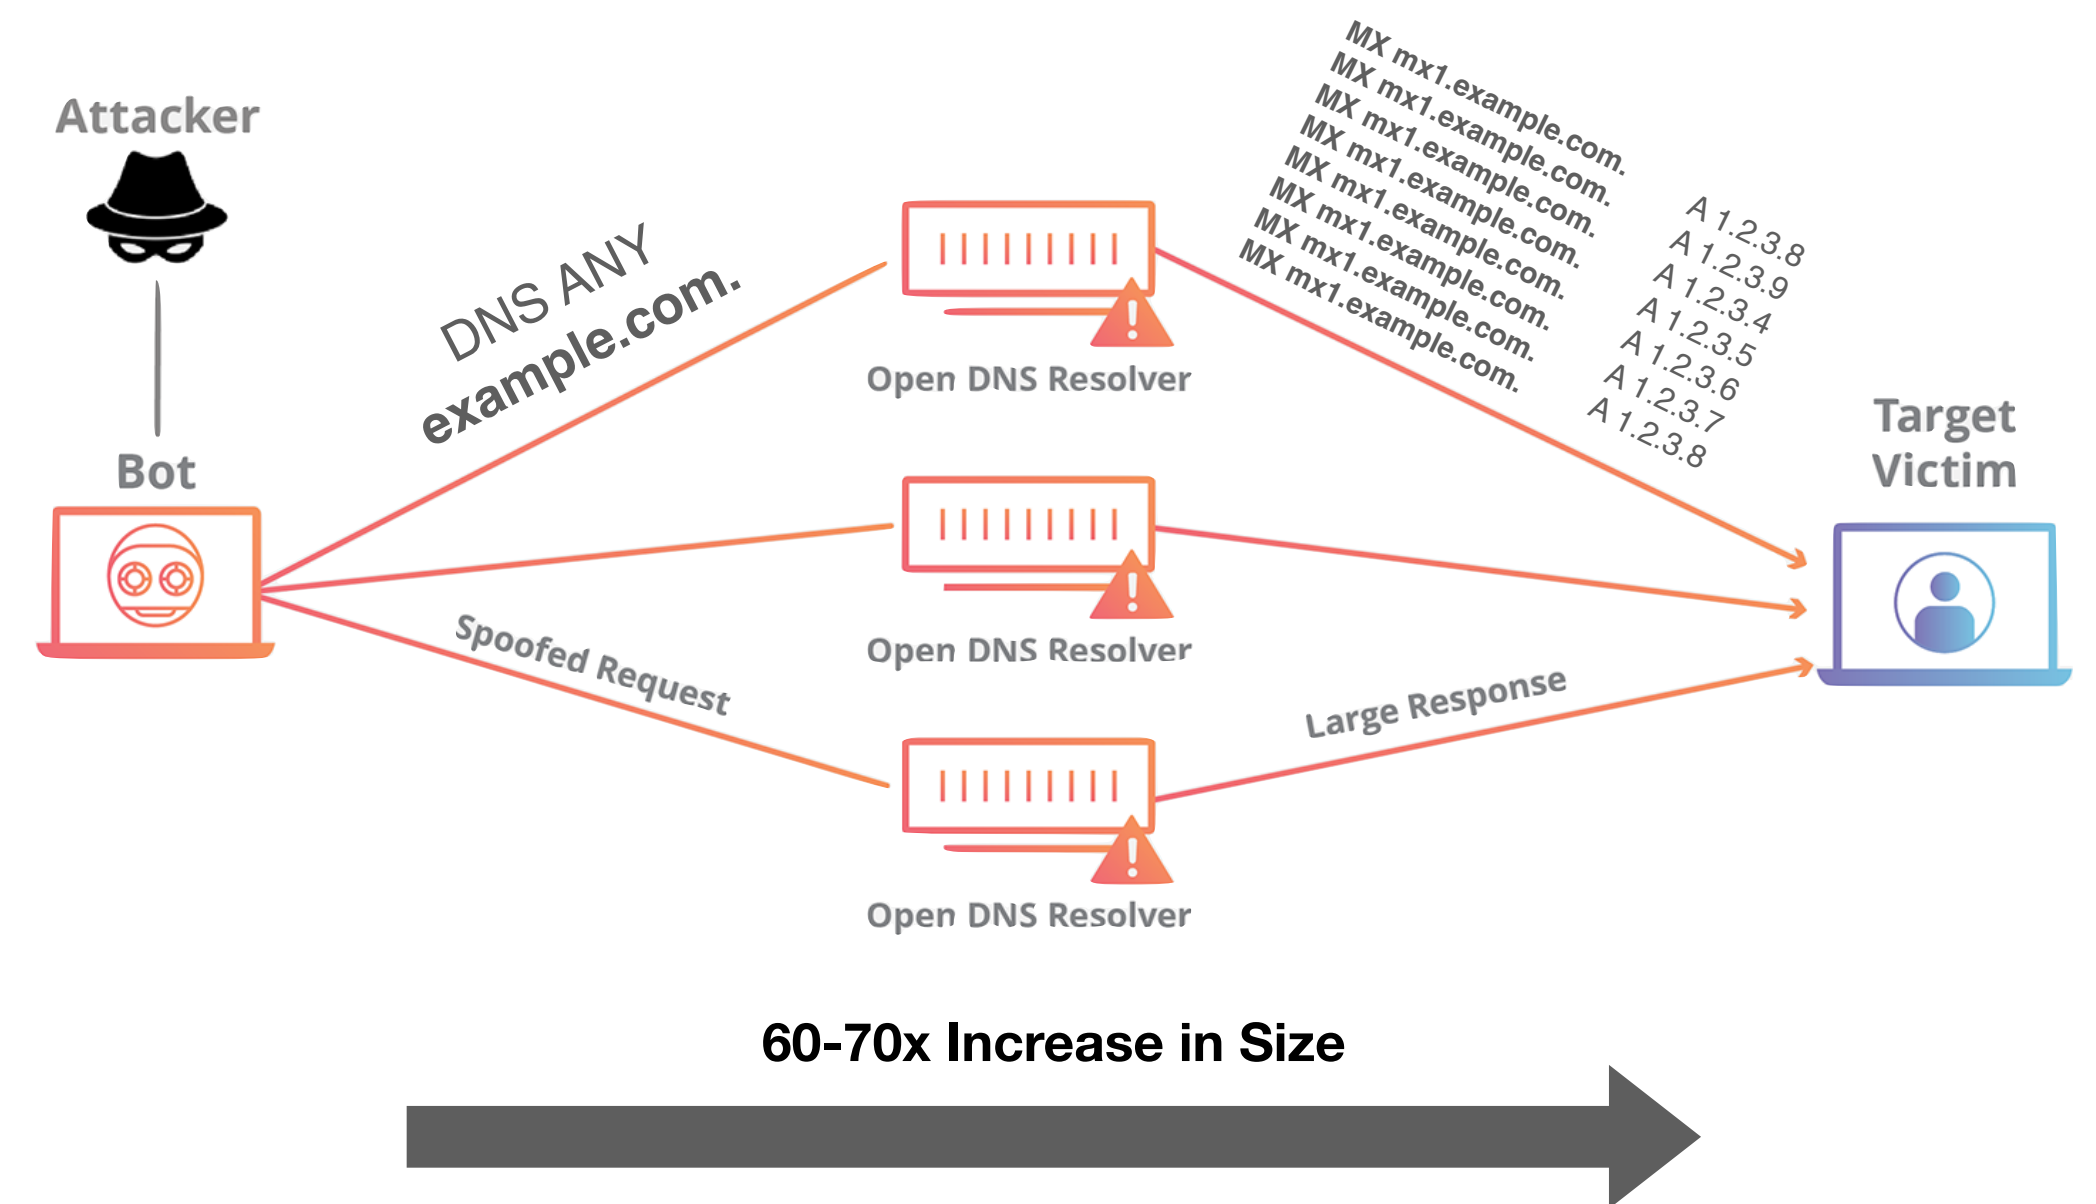 Attacker
Bot
DNS ANY
example.com.
Spoofed Request
Open DNS Resolver
Open DNS Resolver
Open DNS Resolver
MX mx1.example.com.
MX mx1.example.com.
MX mx1.example.com.
MX mx1.example.com.
MX mx1.example.com.
MX mx1.example.com.
MX mx1.example.com.
MX mx1.example.com.
A 1.2.3.8
A 1.2.3.9
A 1.2.3.4
A 1.2.3.5
A 1.2.3.6
A 1.2.3.7
A 1.2.3.8
Large Response
Target
Victim
60-70x Increase in Size